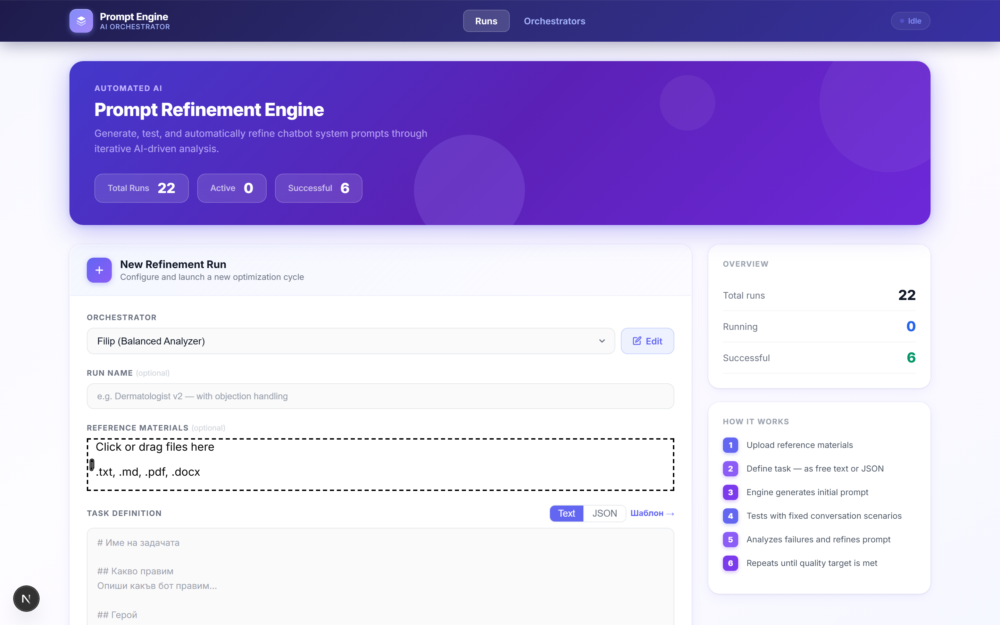 Prompt Engine
AI ORCHESTRATOR
Runs
Orchestrators
Idle
AUTOMATED AI
Prompt Refinement Engine
Generate, test, and automatically refine chatbot system prompts through
iterative AI-driven analysis.
Total Runs 22
Active 0
Successful 6
New Refinement Run
Configure and launch a new optimization cycle
ORCHESTRATOR
Filip (Balanced Analyzer)
Edit
RUN NAME (optional)
e.g. Dermatologist v2 — with objection handling
REFERENCE MATERIALS (optional)
Click or drag files here
.txt, .md, .pdf, .docx
TASK DEFINITION
Text
JSON
Шаблон →
# Име на задачата
## Какво правим
Опиши какъв бот правим...
## Герой
OVERVIEW
Total runs 22
Running 0
Successful 6
HOW IT WORKS
1 Upload reference materials
2 Define task — as free text or JSON
3 Engine generates initial prompt
4 Tests with fixed conversation scenarios
5 Analyzes failures and refines prompt
6 Repeats until quality target is met
N